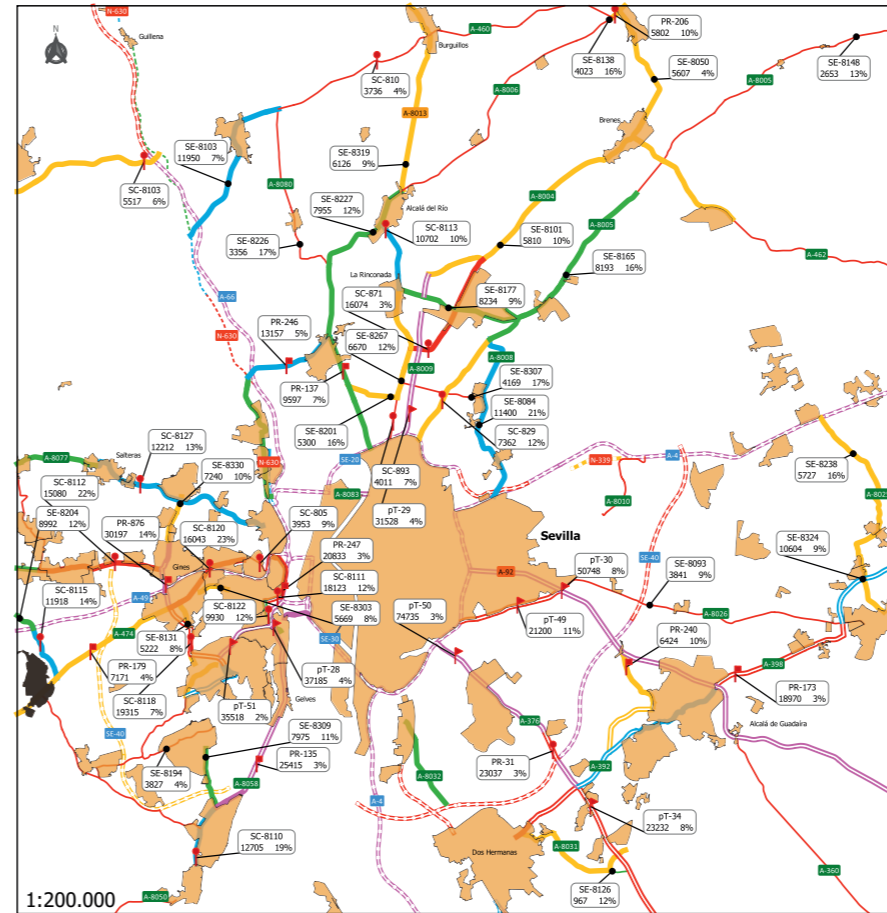 N-630
Guillena
N
Burguillos
A-460
PR-206
5802 10%
SE-8138
4023 16%
SE-8050
5607 4%
SE-8148
2653 13%
SC-810
3736 4%
A-8006
A-8005
A-8013
Brenes
SE-8103
11950 7%
SE-8319
6126 9%
SC-8103
5517 6%
A-8080
SE-8227
7955 12%
Alcalá del Río
A-8004
SE-8226
3356 17%
SC-8113
10702 10%
SE-8101
5810 10%
A-8005
A-462
SE-8165
8193 16%
La Rinconada
SC-871
16074 3%
SE-8177
8234 9%
A-66
N-630
PR-246
13157 5%
SE-8267
6670 12%
A-8008
PR-137
9597 7%
A-8009
SE-8307
4169 17%
SE-8084
11400 21%
SE-8201
5300 16%
SC-829
7362 12%
SC-8127
12212 13%
A-8077
Salteras
SE-8330
7240 10%
N-630
SE-20
SC-893
4011 7%
N-339
A-4
SE-8238
5727 16%
SC-8112
15080 22%
A-8083
A-8010
SE-8204
8992 12%
PR-876
30197 14%
SC-8120
16043 23%
SC-805
3953 9%
pT-29
31528 4%
Sevilla
SE-8324
10604 9%
PR-247
20833 3%
SE-40
Gines
A-92
pT-30
50748 8%
SE-8093
3841 9%
SC-8115
11918 14%
A-49
SC-8111
18123 12%
SC-8122
9930 12%
SE-8303
5669 8%
pT-50
74735 3%
pT-49
21200 11%
A-8026
A-474
SE-8131
5222 8%
SE-30
PR-240
6424 10%
A-398
PR-179
7171 4%
pT-28
37185 4%
PR-173
18970 3%
SC-8118
19315 7%
pT-51
35518 2%
Gelves
A-376
Alcalá de Guadaira
SE-40
SE-8309
7975 11%
PR-31
23037 3%
SE-8194
3827 4%
PR-135
25415 3%
A-392
A-8058
A-8032
A-4
pT-34
23232 8%
SC-8110
12705 19%
Dos Hermanas
A-8031
A-360
1:200.000
A-8050
SE-8126
967 12%